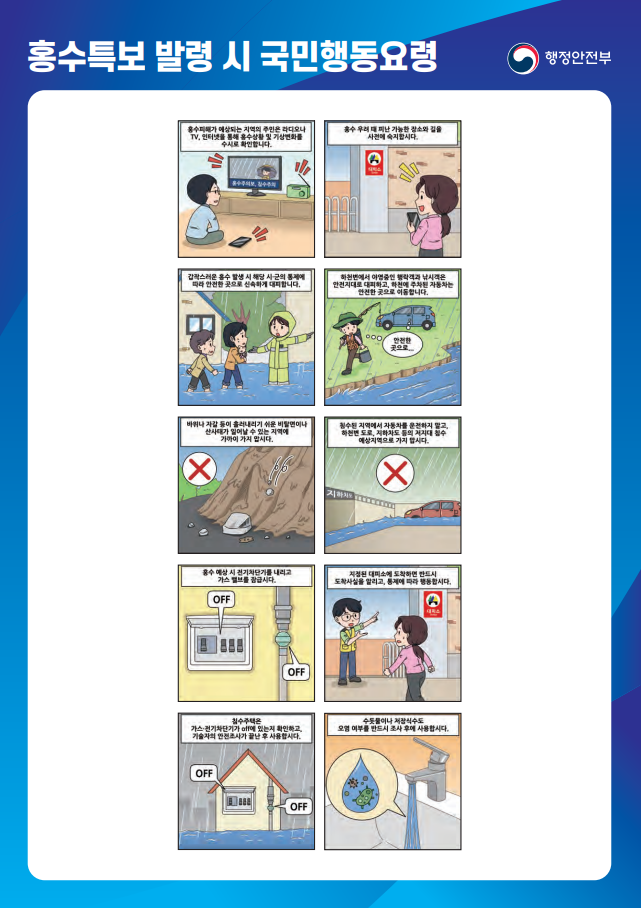 홍수특보 발령 시 국민행동요령
행정안전부
홍수피해가 예상되는 지역의 주민은 라디오나
TV, 인터넷을 통해 홍수상황 및 기상변화를
수시로 확인합니다.
홍수주의보, 침수주의
홍수 우려 때 피난 가능한 장소와 길을
사전에 숙지합시다.
대피소
갑작스러운 홍수 발생 시 해당 시·군의 통제에
따라 안전한 곳으로 신속하게 대피합니다.
하천변에서 야영중인 행락객과 낚시객은
안전지대로 대피하고, 하천에 주차된 자동차는
안전한 곳으로 이동합니다.
안전한
곳으로...
바위나 자갈 등이 흘러내리기 쉬운 비탈면이나
산사태가 일어날 수 있는 지역에
가까이 가지 맙시다.
침수된 지역에서 자동차를 운전하지 말고,
하천변 도로, 지하차도 등의 저지대 침수
예상지역으로 가지 맙시다.
지하차도
홍수 예상 시 전기차단기를 내리고
가스 밸브를 잠급시다.
OFF
OFF
지정된 대피소에 도착하면 반드시
도착사실을 알리고, 통제에 따라 행동합시다.
대피소
침수주택은
가스·전기차단기가 off에 있는지 확인하고,
기술자의 안전조사가 끝난 후 사용합시다.
OFF
OFF
수돗물이나 저장식수도
오염 여부를 반드시 조사 후에 사용합시다.